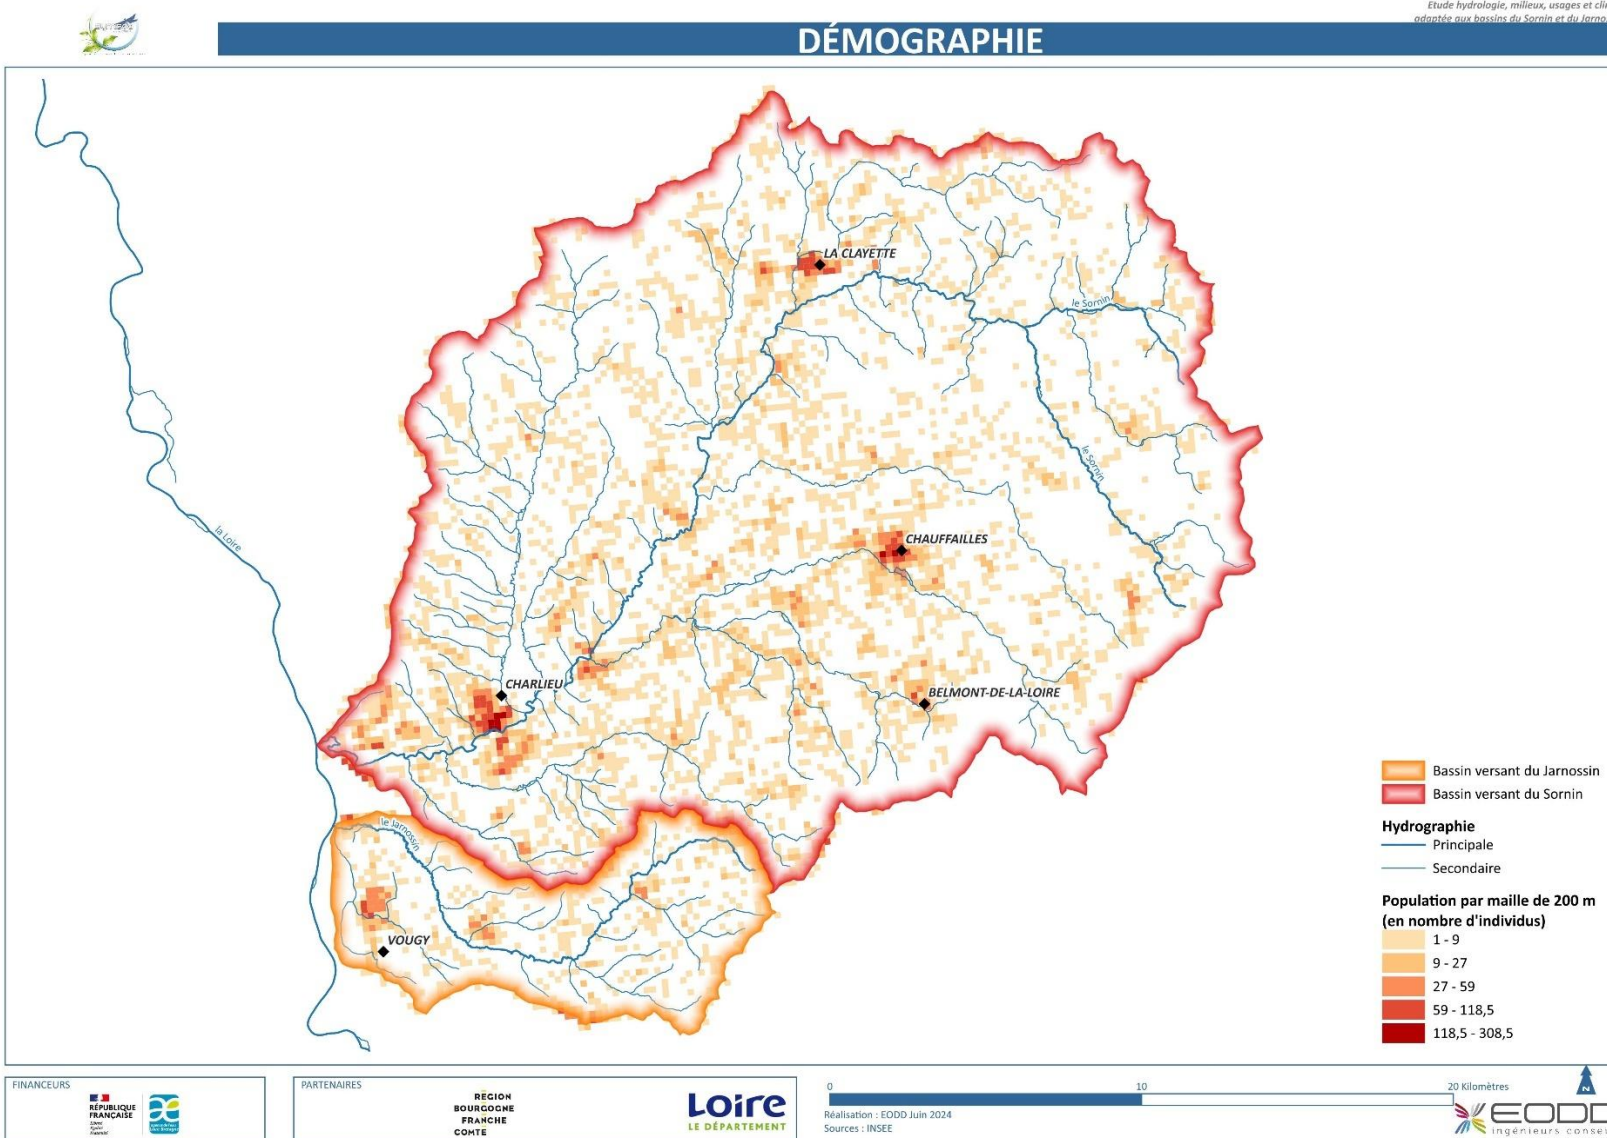 Etude hydrologie, milieux, usages et
adaptée aux bassins du Sornin et du
DÉMOGRAPHIE
LA CLAYETTE
le Sornin
le Sornin
la Loire
CHAUFFAILLES
CHARLIEU
BELMONT-DE-LA-LOIRE
le Jarnossin
VOUGY
Bassin versant du Jarnossin
Bassin versant du Sornin
Hydrographie
Principale
Secondaire
Population par maille de 200 m
(en nombre d'individus)
1 - 9
9 - 27
27 - 59
59 - 118,5
118,5 - 308,5
FINANCEURS
RÉPUBLIQUE
FRANÇAISE
Liberté
Égalité
Fraternité
PARTENAIRES
RÉGION
BOURGOGNE
FRANCHE
COMTE
Loire
LE DÉPARTEMENT
0 10 20 Kilomètres
Réalisation : EODD Juin 2024
Sources : INSEE
N
EODD
ingénieurs